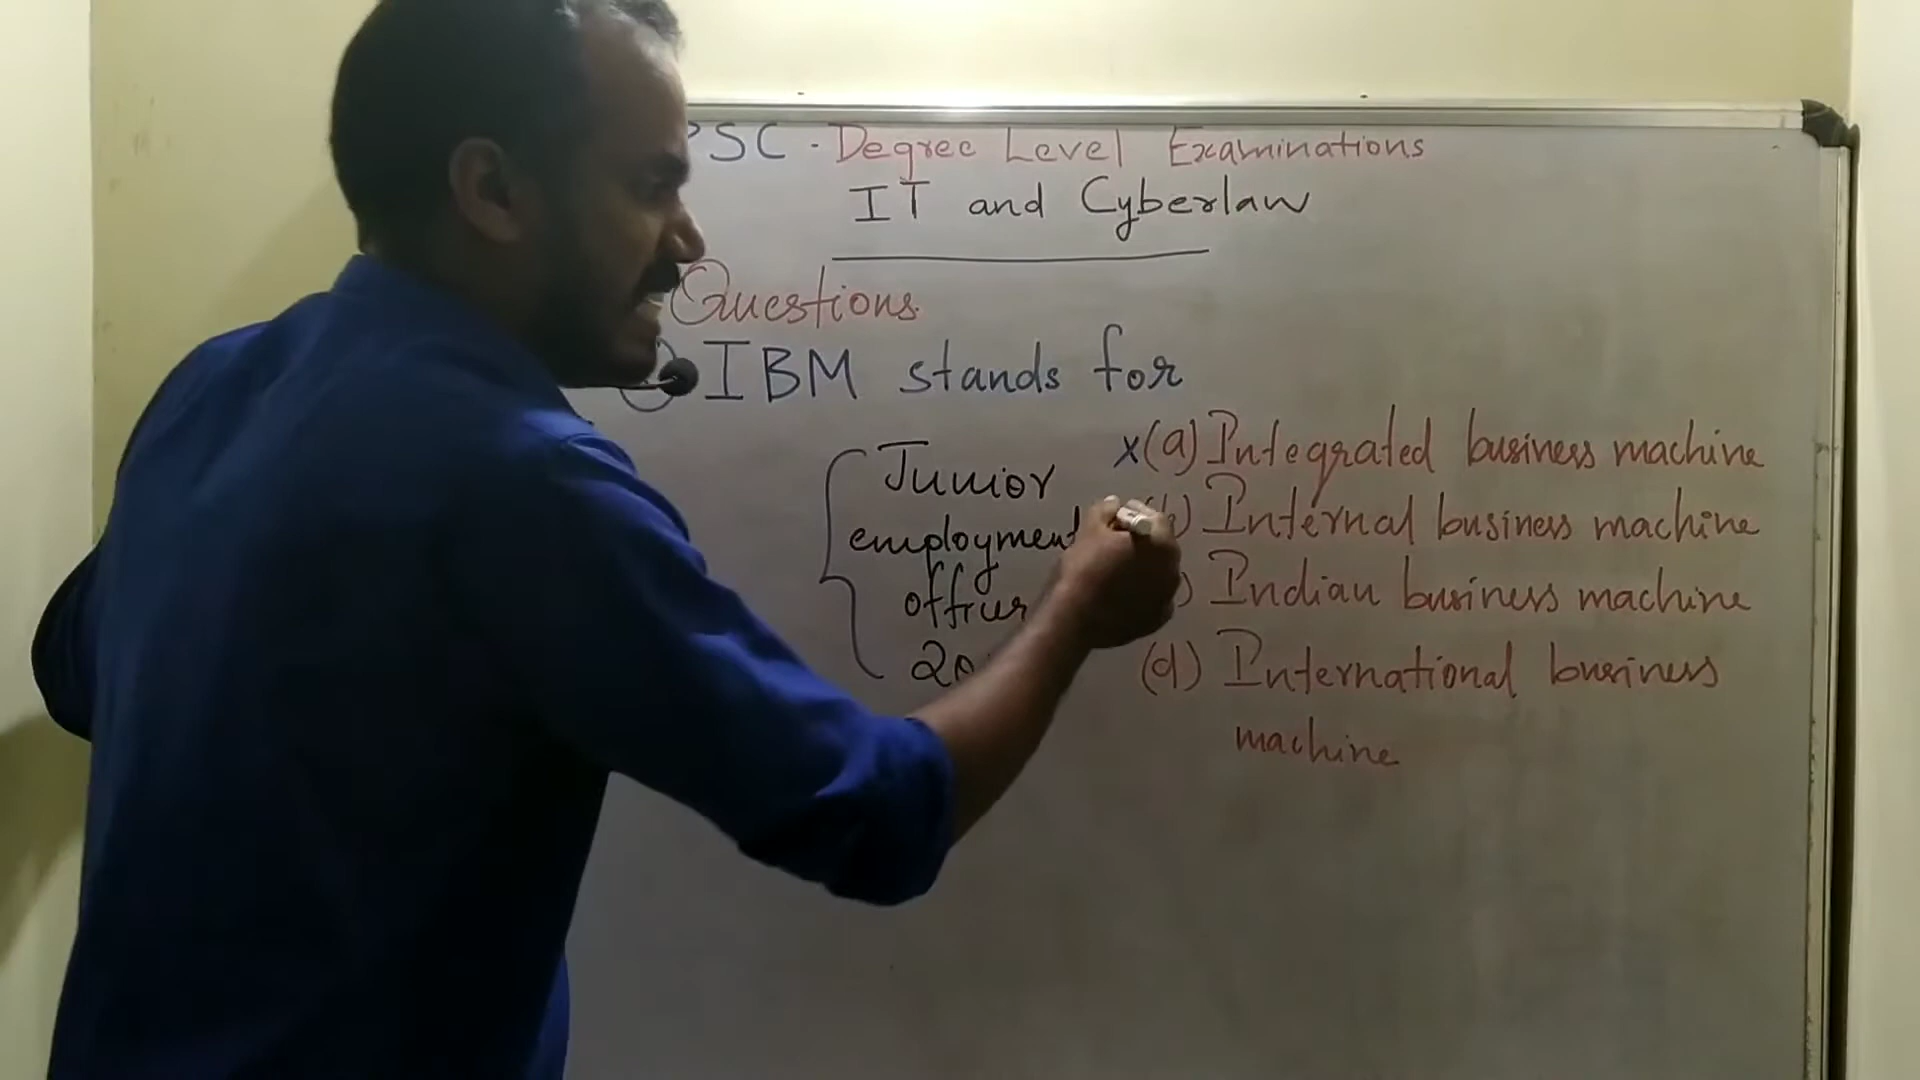 PSC - Degree Level Examinations
IT and Cyberlaw
Questions
IBM stands for
Junior
employment
officer
x(a) Integrated business machine
(b) Internal business machine
) Indian business machine
(d) International business
machine